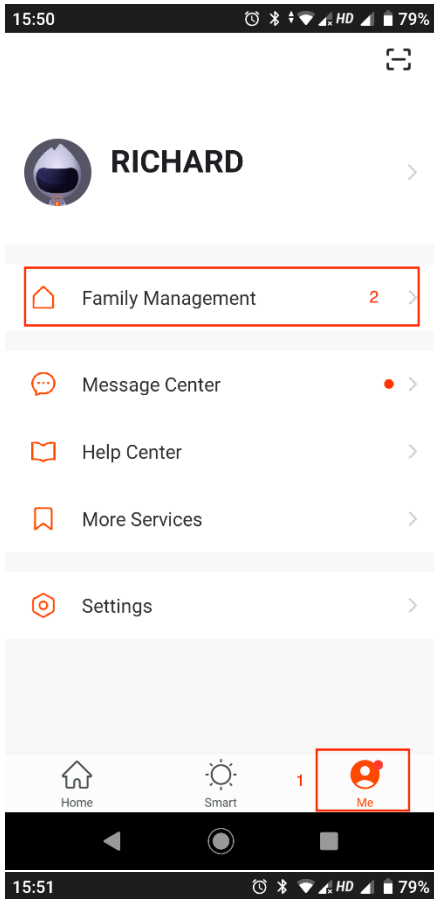 15:50 HD 79%
RICHARD
Family Management 2
Message Center
Help Center
More Services
Settings
1
Home Smart Me
15:51 HD 79%